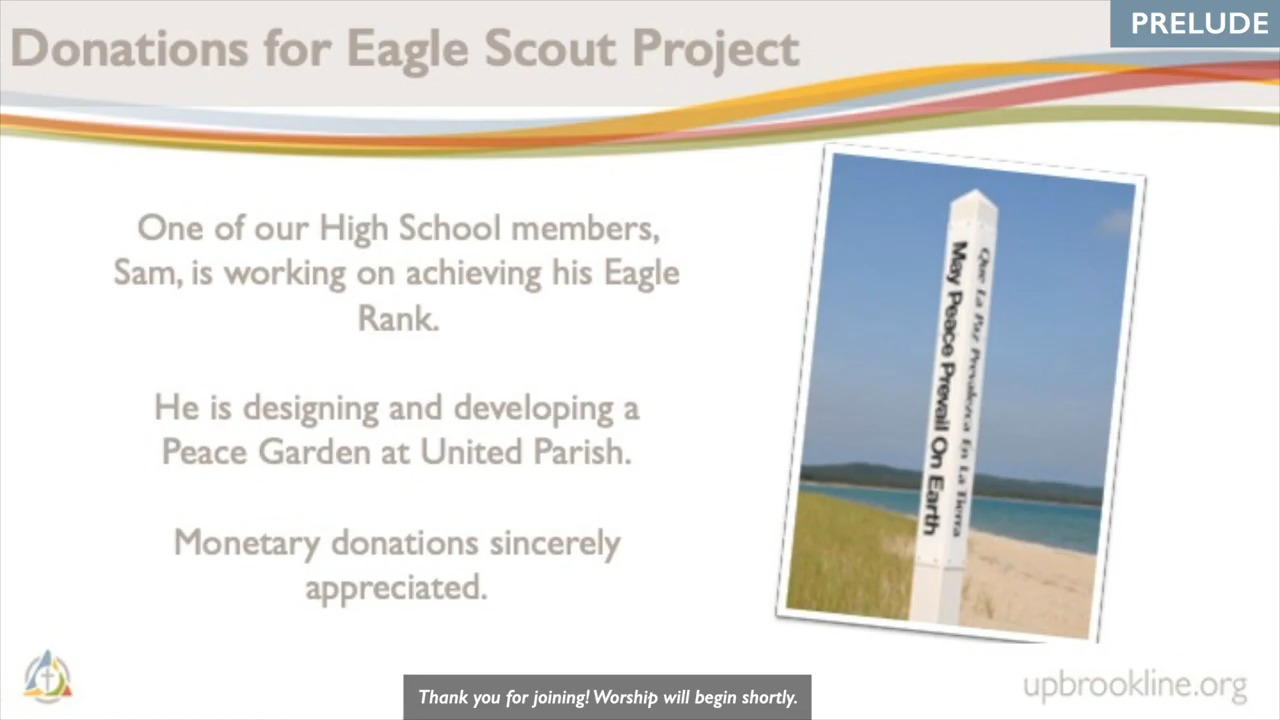 PRELUDE
Donations for Eagle Scout Project
One of our High School members,
Sam, is working on achieving his Eagle
Rank.
He is designing and developing a
Peace Garden at United Parish.
Monetary donations sincerely
appreciated.
Que La Paz Prevalezca En La Tierra
May Peace Prevail On Earth
Thank you for joining! Worship will begin shortly.
upbrookline.org